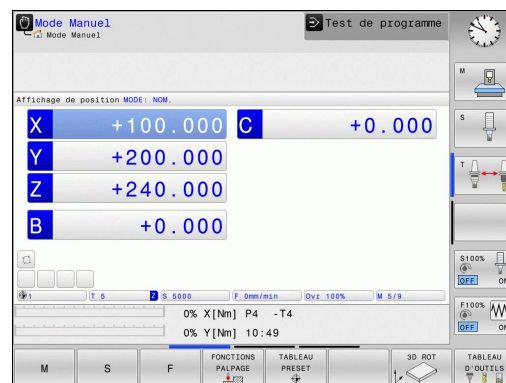 Mode Manuel
Mode Manuel
Test de programme
Affichage de position MODE: NOM.
X +100.000 C +0.000
Y +200.000
Z +240.000
B +0.000
1 T 5 Z S 5000 F 0mm/min Ovr 100% M 5/9
0% X[Nm] P4 -T4
0% Y[Nm] 10:49
M
S
F
FONCTIONS
PALPAGE
TABLEAU
PRESET
3D ROT
TABLEAU
D'OUTILS
M
S
T
S100%
OFF ON
F100%
OFF ON